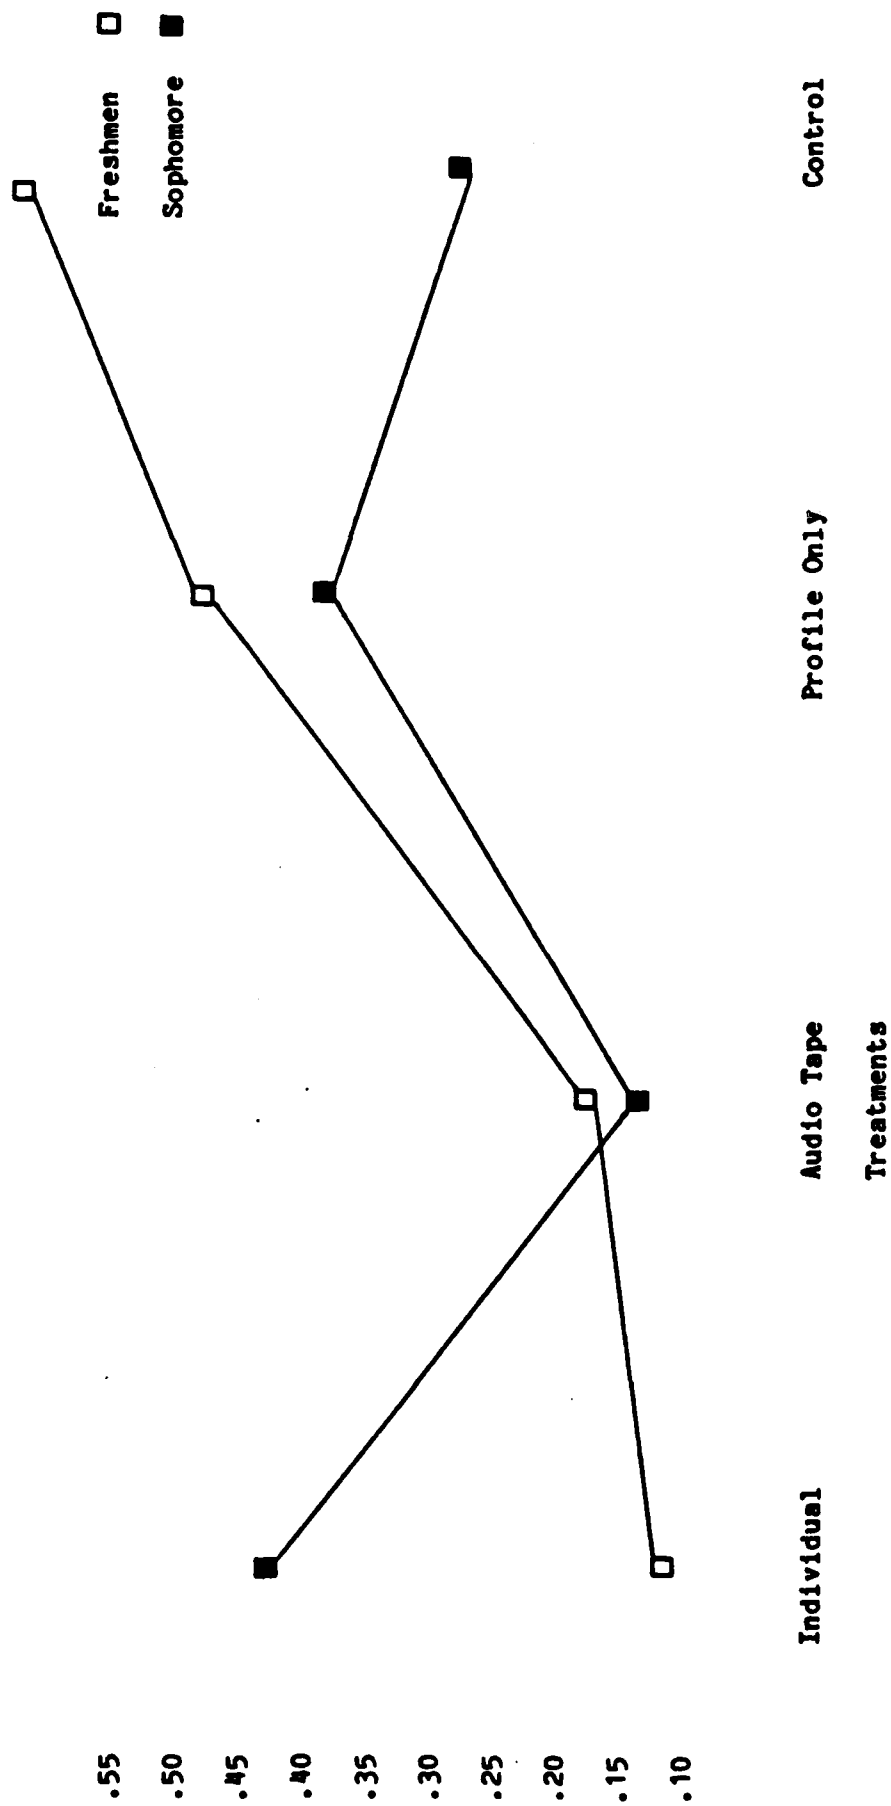 Freshmen
Sophomore
.55
.50
.45
.40
.35
.30
.25
.20
.15
.10
Individual Audio Tape Profile Only Control
Treatments